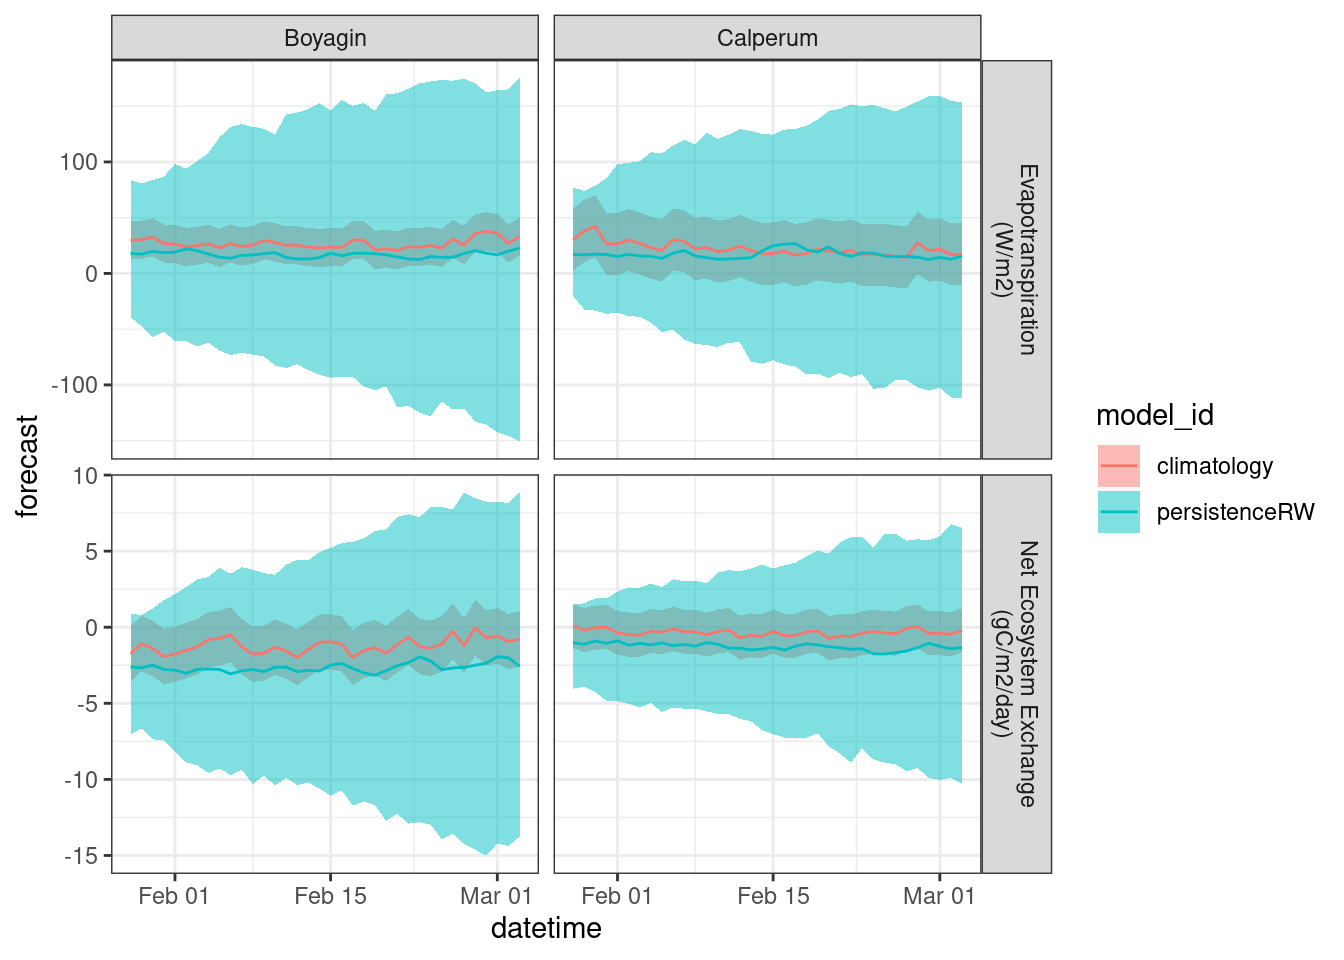 Boyagin
Calperum
100
0
-100
Evapotranspiration
(W/m2)
10
5
0
-5
-10
-15
Net Ecosystem Exchange
(gC/m2/day)
forecast
Feb 01
Feb 15
Mar 01
Feb 01
Feb 15
Mar 01
datetime
model_id
climatology
persistenceRW